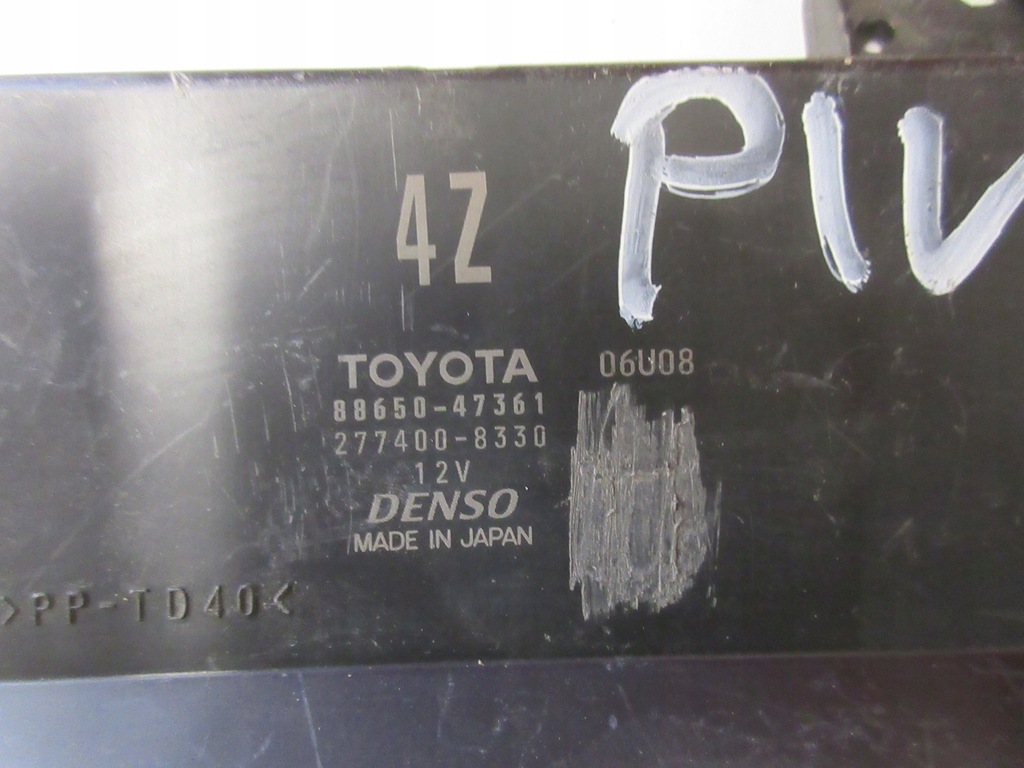 PIV
4Z
TOYOTA 06U08
88650-47361
277400-8330
12V
DENSO
MADE IN JAPAN
>PP-TD40<